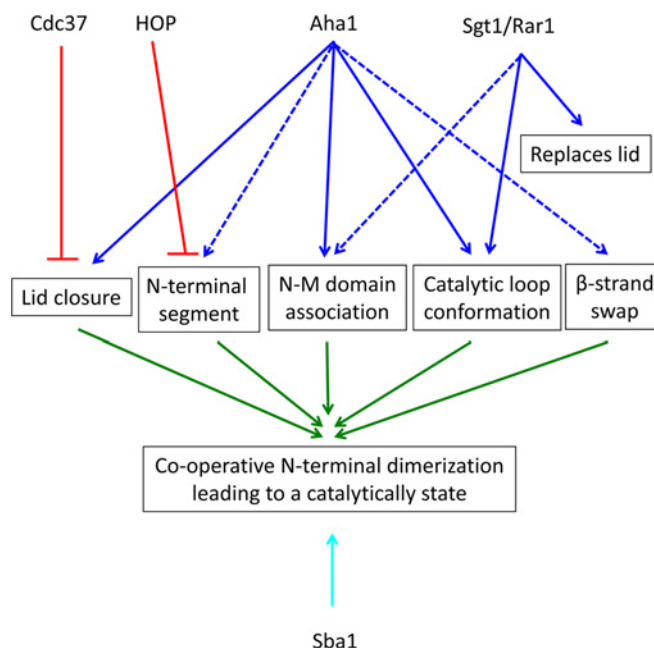 Cdc37 HOP Aha1 Sgt1/Rar1
Replaces lid
Lid closure
N-terminal
segment
N-M domain
association
Catalytic loop
conformation
β-strand
swap
Co-operative N-terminal dimerization
leading to a catalytically state
Sba1